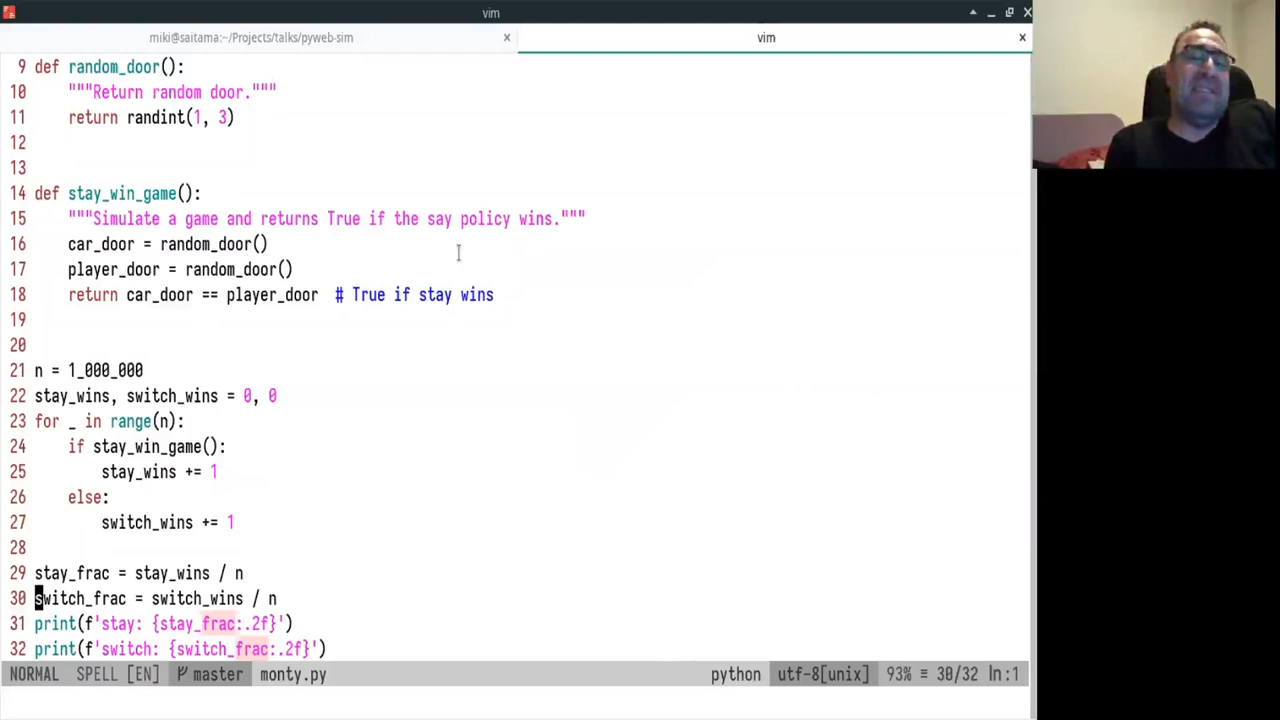 vim
miki@saitama:~/Projects/talks/pyweb-sim × vim ×
9 def random_door():
10     """Return random door."""
11     return randint(1, 3)
12
13
14 def stay_win_game():
15     """Simulate a game and returns True if the say policy wins."""
16     car_door = random_door()
17     player_door = random_door()
18     return car_door == player_door  # True if stay wins
19
20
21 n = 1_000_000
22 stay_wins, switch_wins = 0, 0
23 for _ in range(n):
24     if stay_win_game():
25         stay_wins += 1
26     else:
27         switch_wins += 1
28
29 stay_frac = stay_wins / n
30 switch_frac = switch_wins / n
31 print(f'stay: {stay_frac:.2f}')
32 print(f'switch: {switch_frac:.2f}')
NORMAL SPELL [EN] master monty.py python utf-8[unix] 93% ≡ 30/32 ln:1